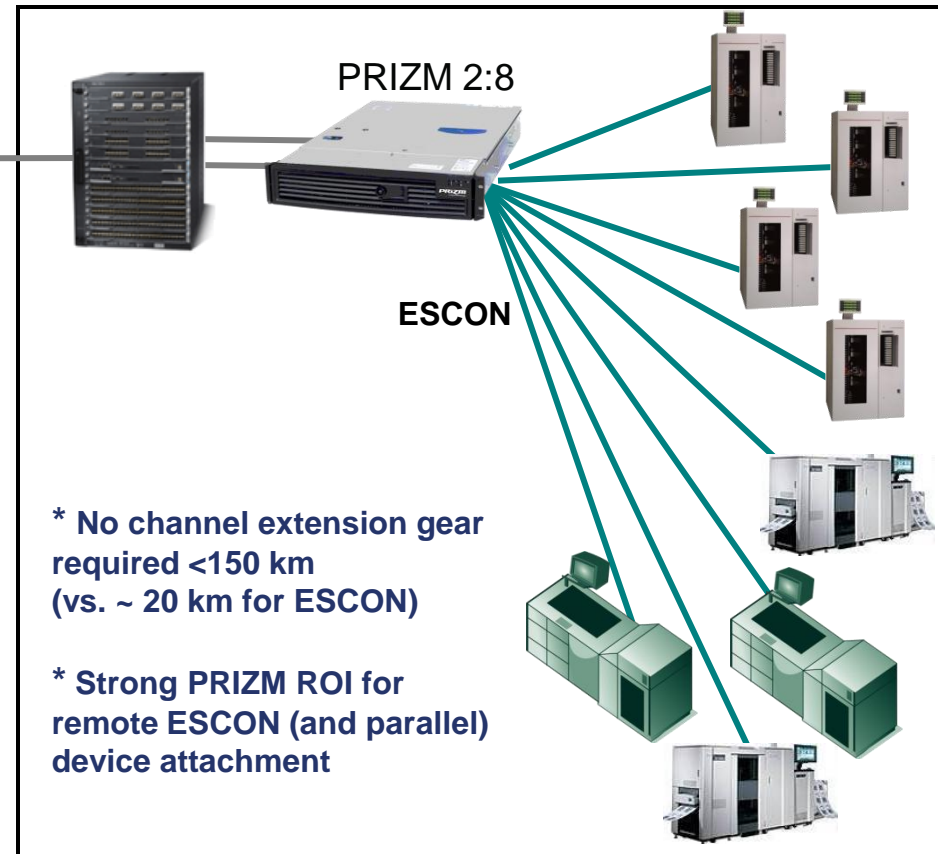 PRIZM 2:8
PRIZM
ESCON
* No channel extension gear
required <150 km
(vs. ~ 20 km for ESCON)
* Strong PRIZM ROI for
remote ESCON (and parallel)
device attachment